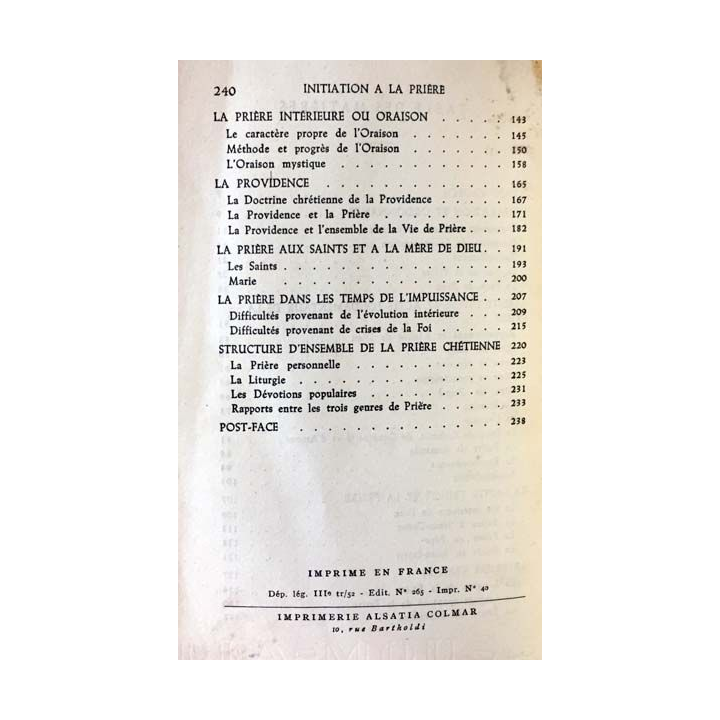 240 INITIATION A LA PRIÈRE
LA PRIÈRE INTÉRIEURE OU ORAISON . . . . . 143
Le caractère propre de l'Oraison . . . . . . . 145
Méthode et progrès de l'Oraison . . . . . . . 150
L'Oraison mystique . . . . . . . . . . . . 158
LA PROVIDENCE . . . . . . . . . . . . . 165
La Doctrine chrétienne de la Providence . . . . . 167
La Providence et la Prière . . . . . . . . . 171
La Providence et l'ensemble de la Vie de Prière . . . 182
LA PRIÈRE AUX SAINTS ET A LA MÈRE DE DIEU . . 191
Les Saints . . . . . . . . . . . . . . . 193
Marie . . . . . . . . . . . . . . . . 200
LA PRIÈRE DANS LES TEMPS DE L'IMPUISSANCE . . 207
Difficultés provenant de l'évolution intérieure . . . . 209
Difficultés provenant de crises de la Foi . . . . . 215
STRUCTURE D'ENSEMBLE DE LA PRIÈRE CHÉTIENNE 220
La Prière personnelle . . . . . . . . . . . 223
La Liturgie . . . . . . . . . . . . . . . 225
Les Dévotions populaires . . . . . . . . . . 231
Rapports entre les trois genres de Prière . . . . . 233
POST-FACE . . . . . . . . . . . . . . . 238
IMPRIME EN FRANCE
Dép. lég. IIIe tr/52 - Edit. N° 265 - Impr. N° 40
IMPRIMERIE ALSATIA COLMAR
10, rue Bartholdi